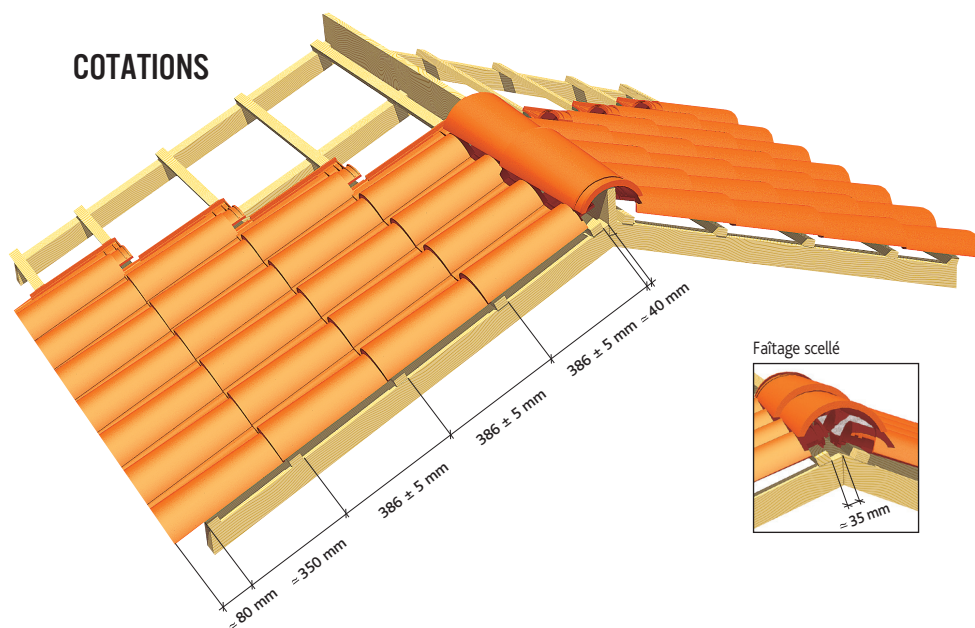 COTATIONS
≃ 40 mm
386 ± 5 mm
386 ± 5 mm
386 ± 5 mm
≃ 350 mm
≃ 80 mm
Faîtage scellé
≃ 35 mm